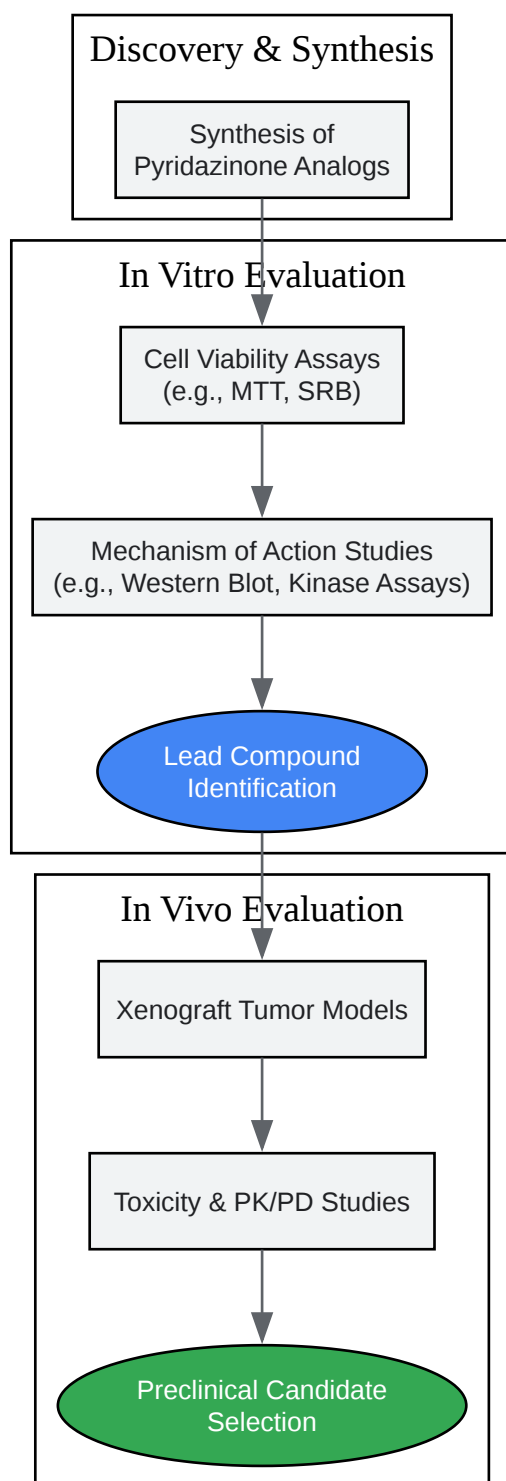 Discovery & Synthesis
Synthesis of
Pyridazinone Analogs
In Vitro Evaluation
Cell Viability Assays
(e.g., MTT, SRB)
Mechanism of Action Studies
(e.g., Western Blot, Kinase Assays)
Lead Compound
Identification
In Vivo Evaluation
Xenograft Tumor Models
Toxicity & PK/PD Studies
Preclinical Candidate
Selection